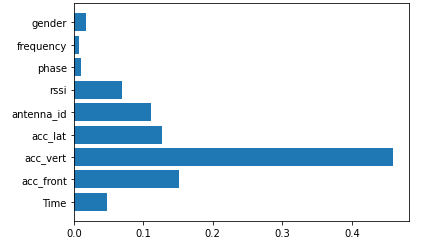 gender
frequency
phase
rssi
antenna_id
acc_lat
acc_vert
acc_front
Time
0.0 0.1 0.2 0.3 0.4